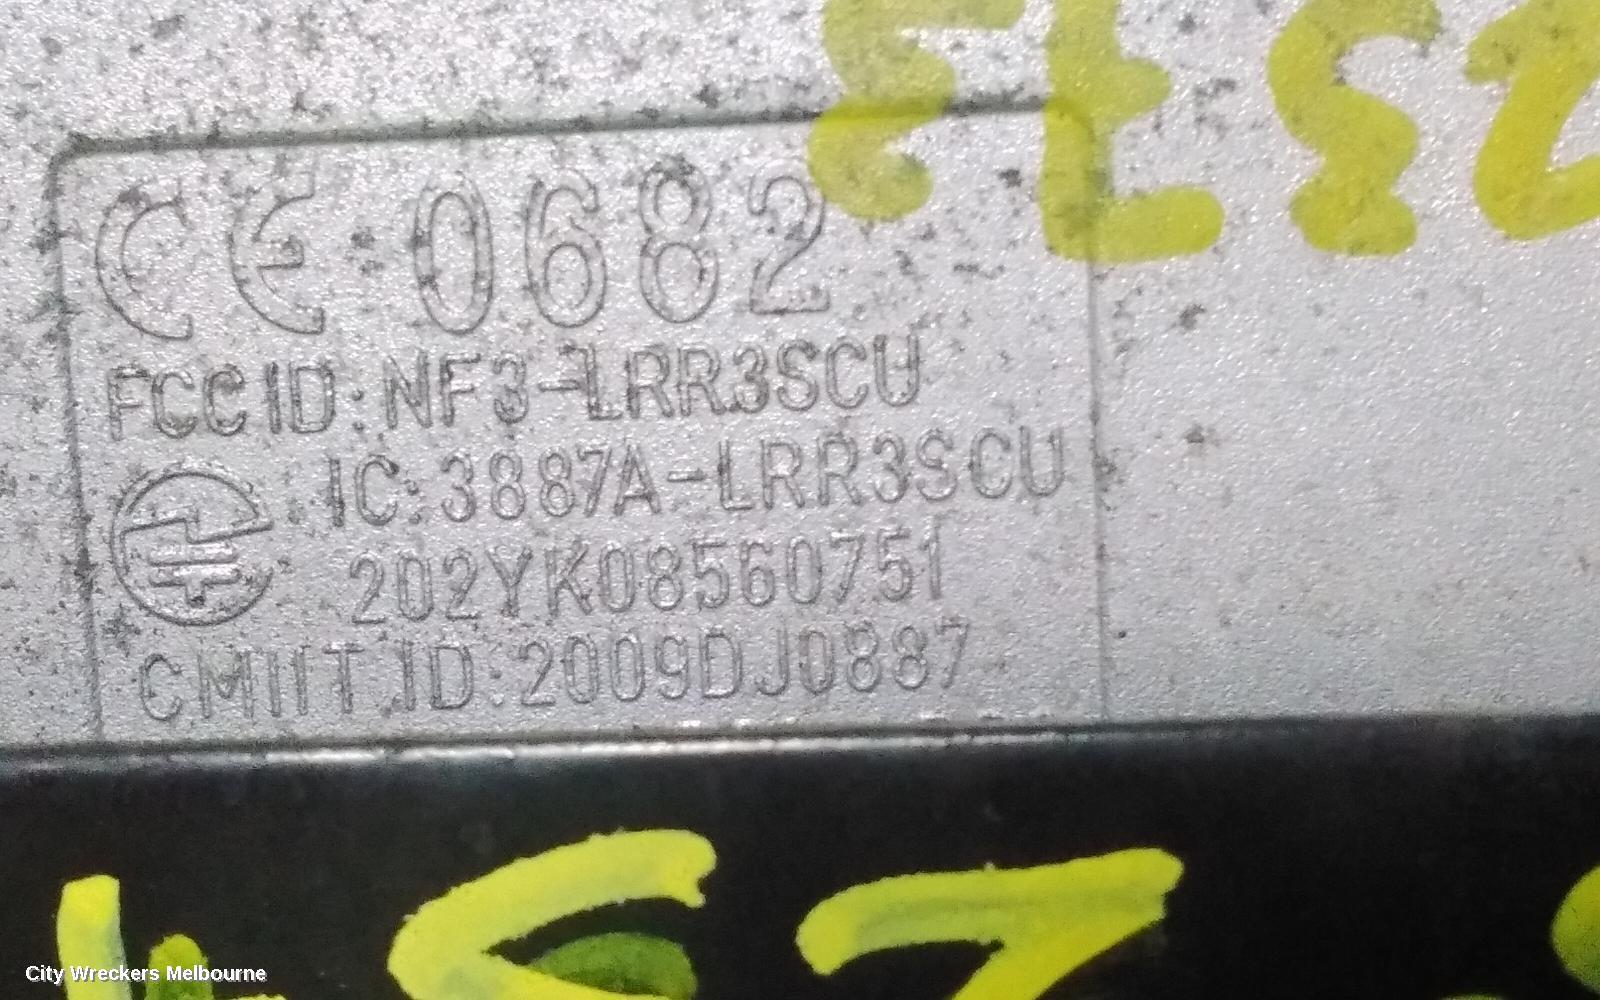 CE 0682
FCC ID: NF3-LRR3SCU
IC: 3887A-LRR3SCU
202YK08560751
CMIIT ID: 2009DJ0887
City Wreckers Melbourne